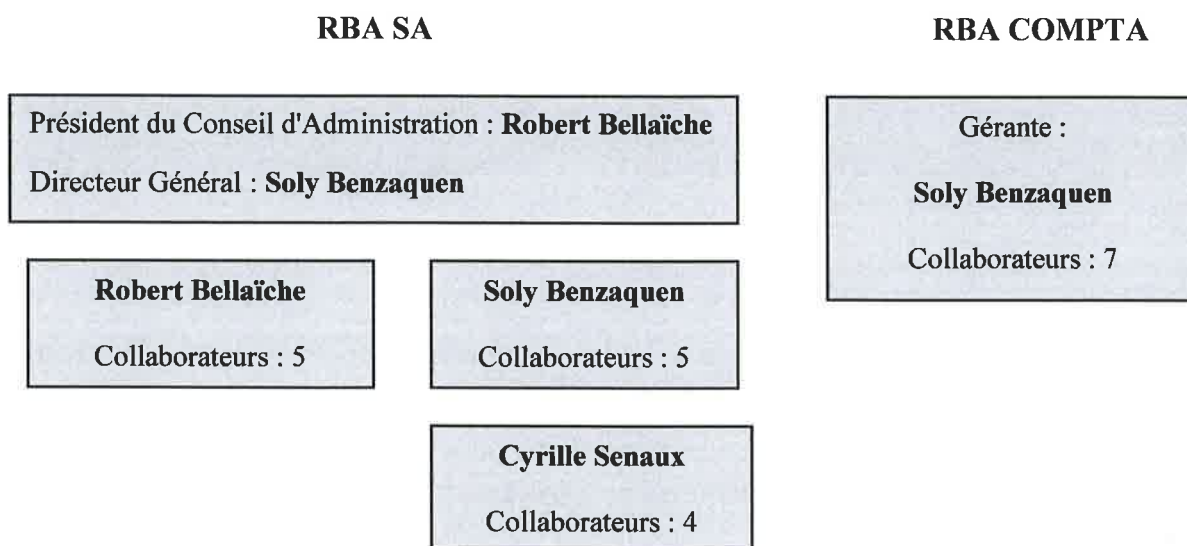 RBA SA
RBA COMPTA
Président du Conseil d'Administration : Robert Bellaïche
Directeur Général : Soly Benzaquen
Gérante :
Soly Benzaquen
Collaborateurs : 7
Robert Bellaïche
Collaborateurs : 5
Soly Benzaquen
Collaborateurs : 5
Cyrille Senaux
Collaborateurs : 4